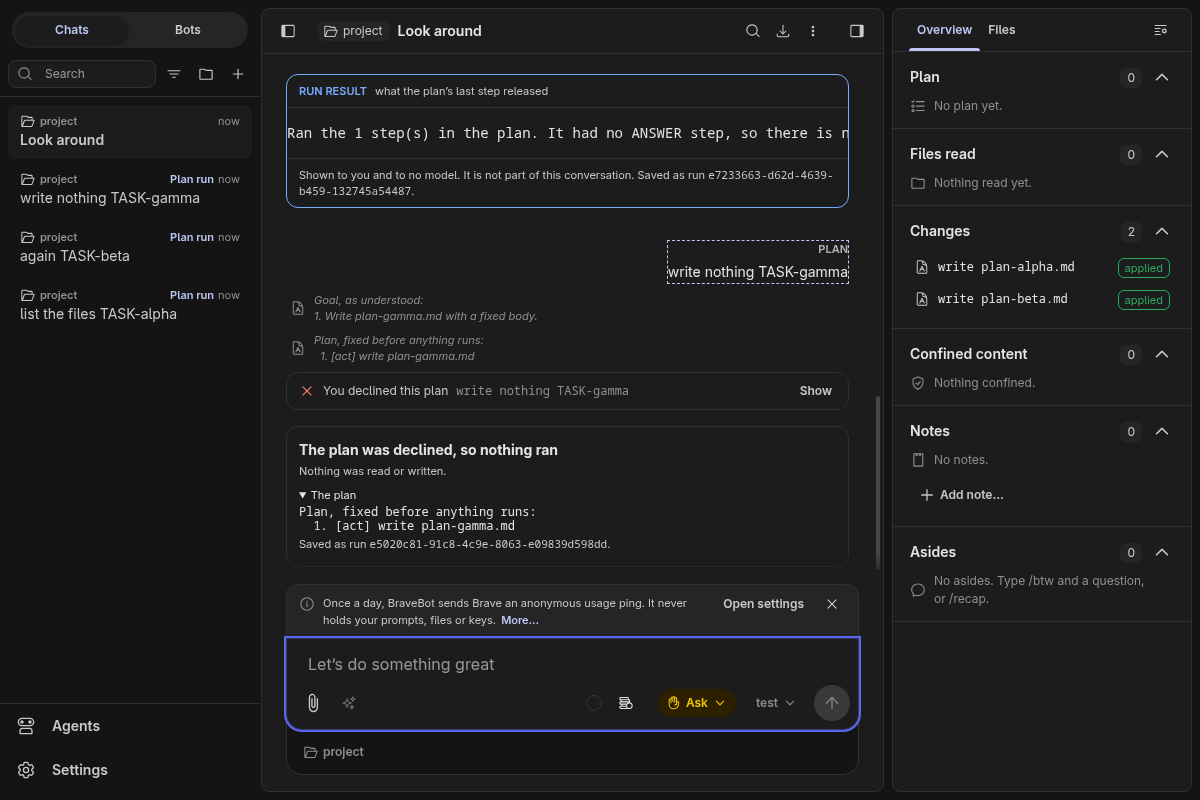 Chats
Bots
Search
project
now
Look around
project
Plan run now
write nothing TASK-gamma
project
Plan run now
again TASK-beta
project
Plan run now
list the files TASK-alpha
Agents
Settings
project
Look around
RUN RESULT what the plan's last step released
Ran the 1 step(s) in the plan. It had no ANSWER step, so there is n
Shown to you and to no model. It is not part of this conversation. Saved as run e7233663-d62d-4639-
b459-132745a54487.
PLAN
write nothing TASK-gamma
Goal, as understood:
1. Write plan-gamma.md with a fixed body.
Plan, fixed before anything runs:
1. [act] write plan-gamma.md
You declined this plan write nothing TASK-gamma
Show
The plan was declined, so nothing ran
Nothing was read or written.
The plan
Plan, fixed before anything runs:
1. [act] write plan-gamma.md
Saved as run e5020c81-91c8-4c9e-8063-e09839d598dd.
Once a day, BraveBot sends Brave an anonymous usage ping. It never
holds your prompts, files or keys. More...
Open settings
Let's do something great
Ask
test
project
Overview
Files
Plan
0
No plan yet.
Files read
0
Nothing read yet.
Changes
2
write plan-alpha.md
applied
write plan-beta.md
applied
Confined content
0
Nothing confined.
Notes
0
No notes.
Add note...
Asides
0
No asides. Type /btw and a question,
or /recap.